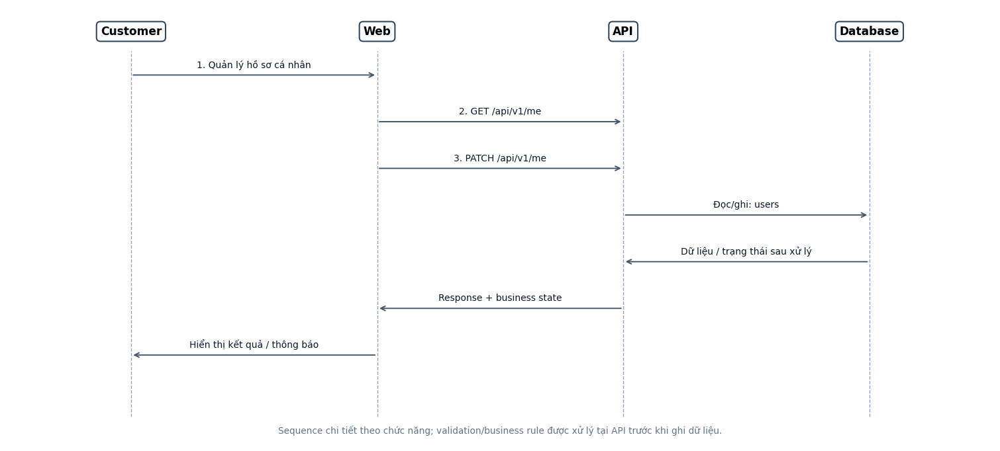 Customer
Web
API
Database
1. Quản lý hồ sơ cá nhân
2. GET /api/v1/me
3. PATCH /api/v1/me
Đọc/ghi: users
Dữ liệu / trạng thái sau xử lý
Response + business state
Hiển thị kết quả / thông báo
Sequence chi tiết theo chức năng; validation/business rule được xử lý tại API trước khi ghi dữ liệu.